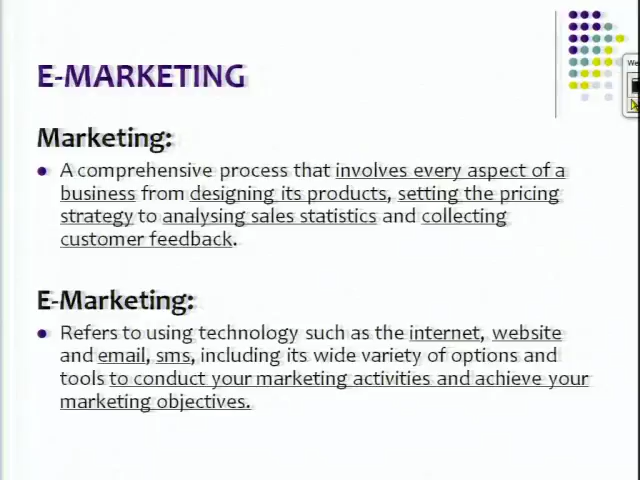 E-MARKETING
Marketing:
A comprehensive process that involves every aspect of a
business from designing its products, setting the pricing
strategy to analysing sales statistics and collecting
customer feedback.
E-Marketing:
Refers to using technology such as the internet, website
and email, sms, including its wide variety of options and
tools to conduct your marketing activities and achieve your
marketing objectives.
We